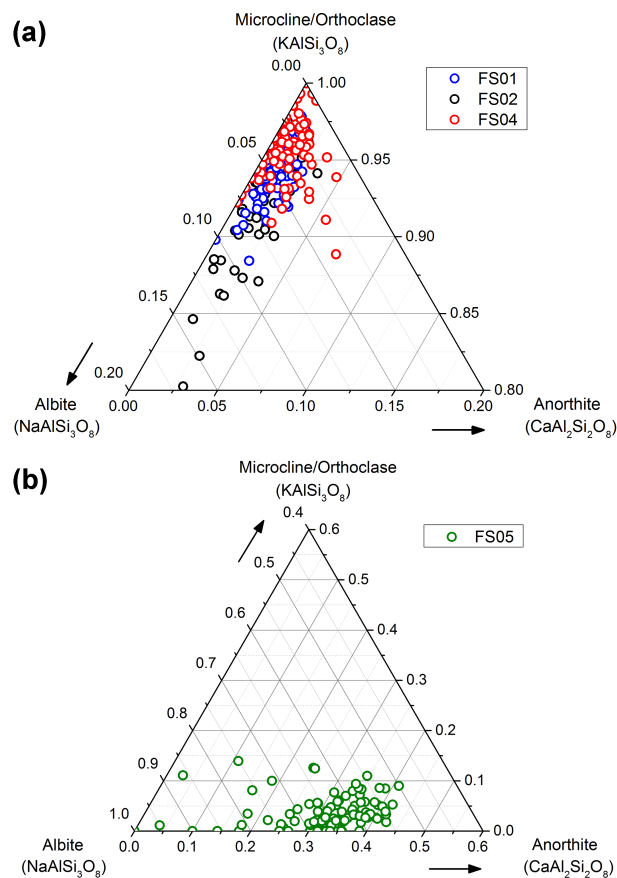 (a)
Microcline/Orthoclase
(KAlSi₃O₈)
0.00
1.00
FS01
FS02
FS04
0.05
0.95
0.10
0.90
0.15
0.85
0.20
0.80
0.00
0.05
0.10
0.15
0.20
Albite
(NaAlSi₃O₈)
Anorthite
(CaAl₂Si₂O₈)
(b)
Microcline/Orthoclase
(KAlSi₃O₈)
0.4
0.6
FS05
0.5
0.5
0.6
0.4
0.7
0.3
0.8
0.2
0.9
0.1
1.0
0.0
0.0
0.1
0.2
0.3
0.4
0.5
0.6
Albite
(NaAlSi₃O₈)
Anorthite
(CaAl₂Si₂O₈)